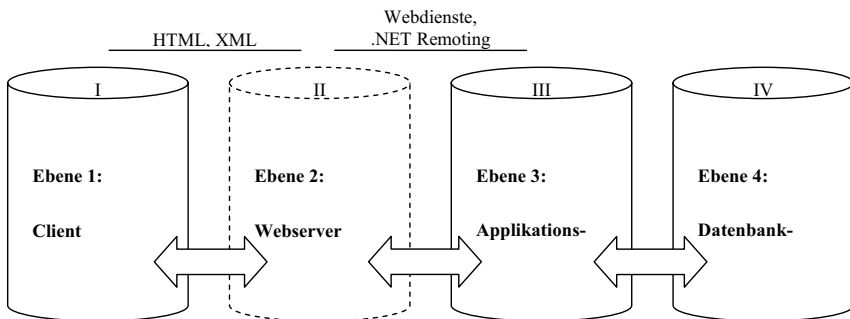 Webdienste,
HTML, XML
.NET Remoting
I
II
III
IV
Ebene 1:
Ebene 2:
Ebene 3:
Ebene 4:
Client
Webserver
Applikations-
Datenbank-